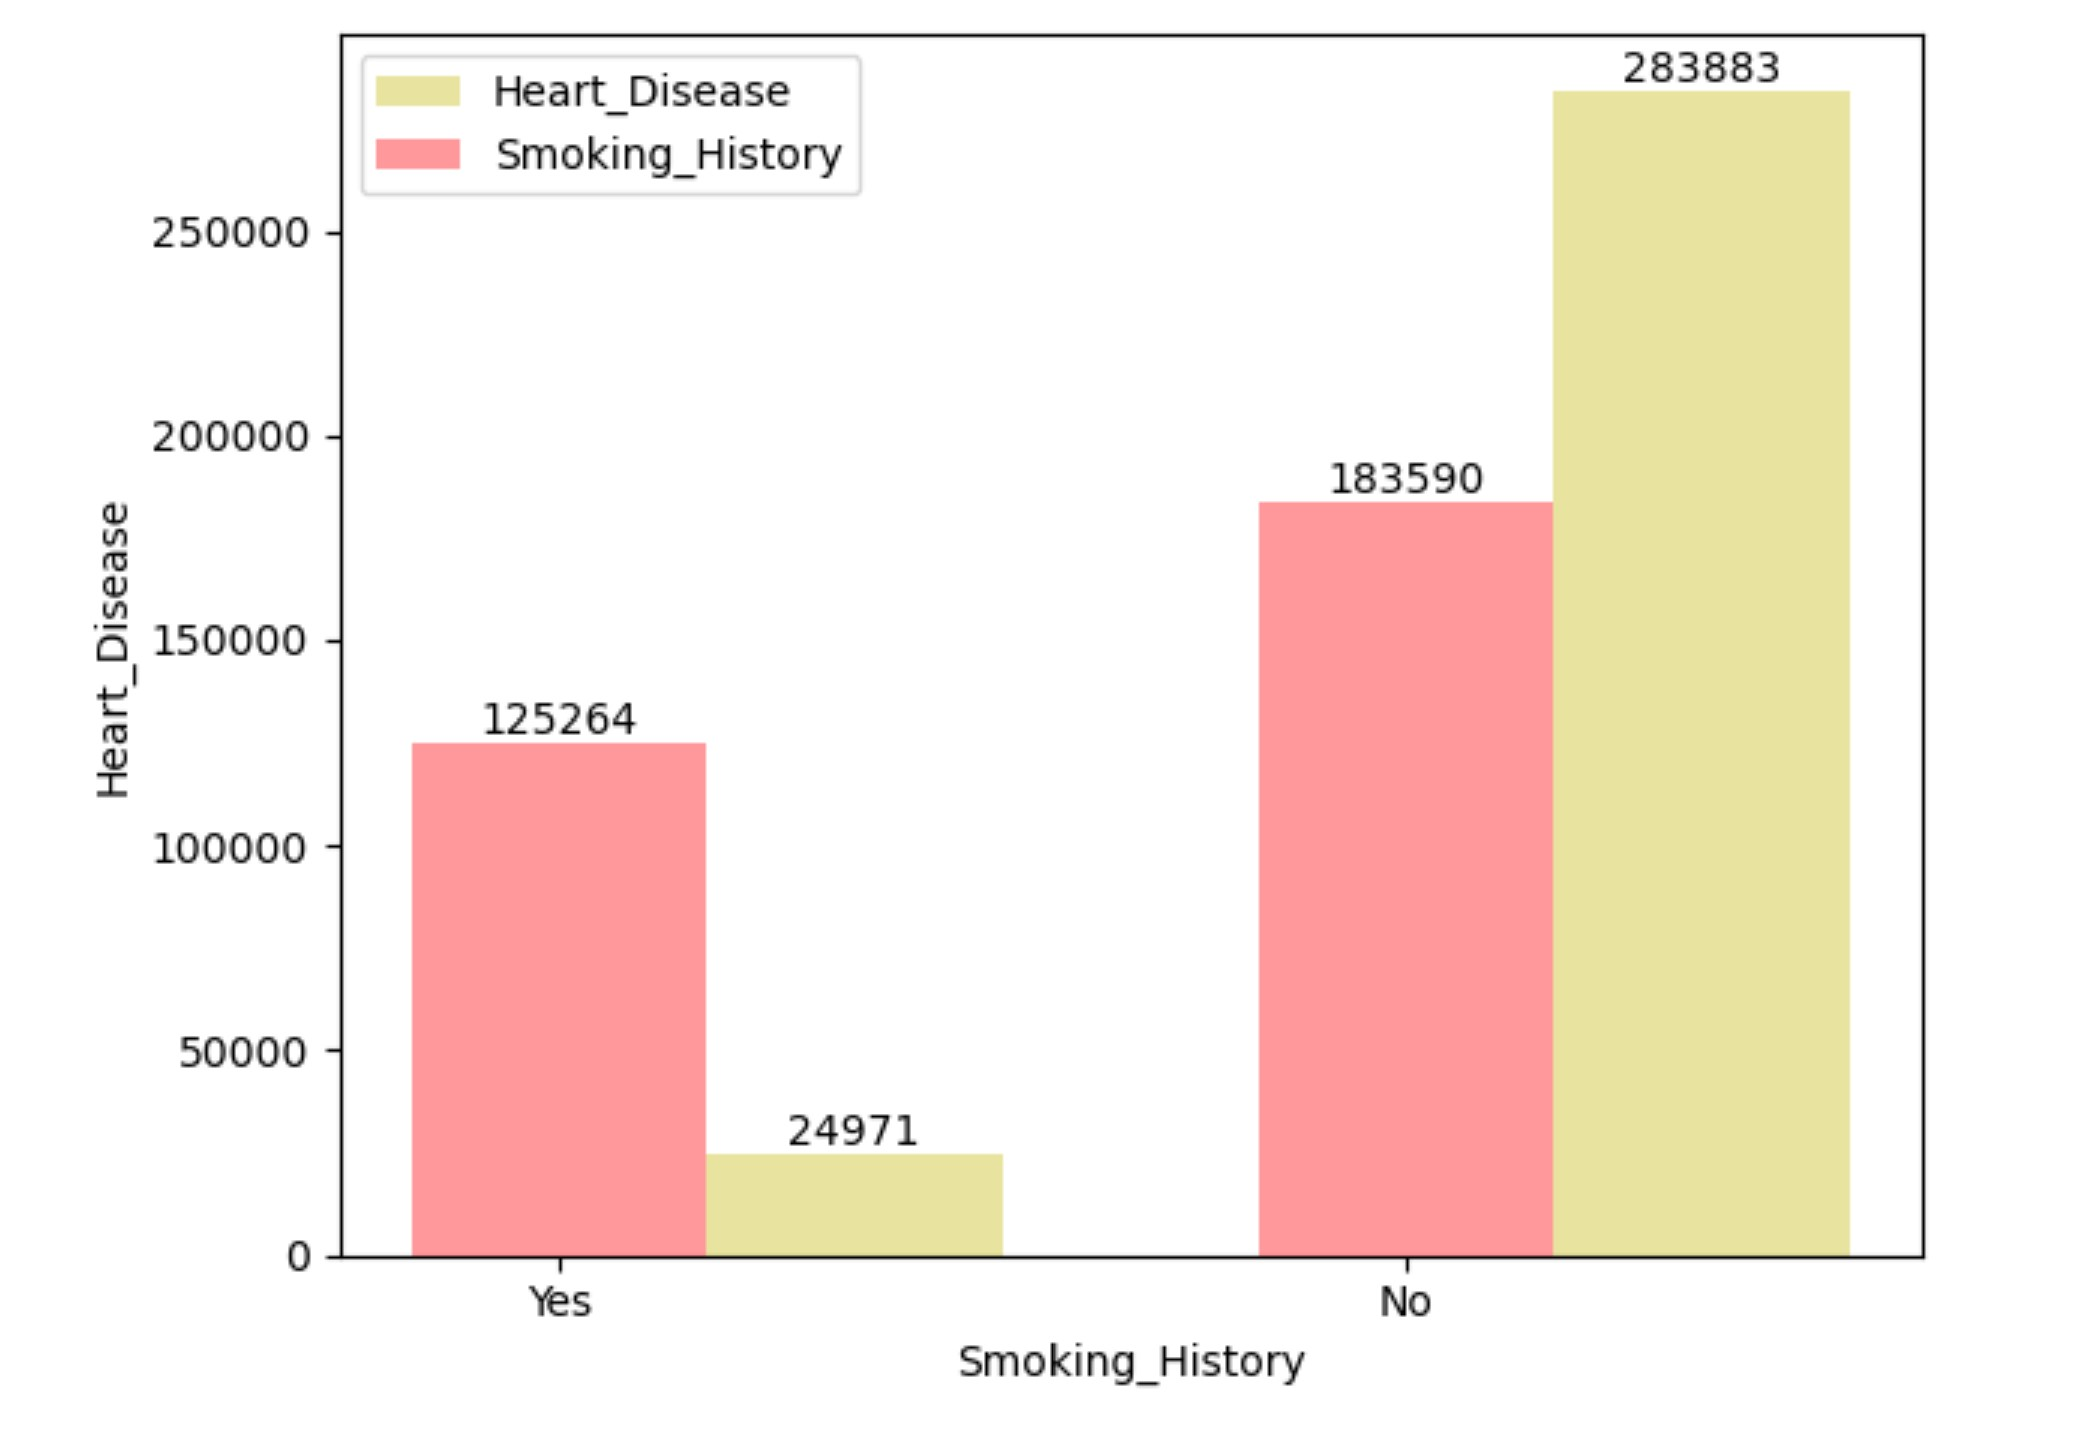 Heart_Disease
Smoking_History
283883
250000
200000
183590
150000
125264
100000
50000
24971
0
Heart_Disease
Yes
No
Smoking_History